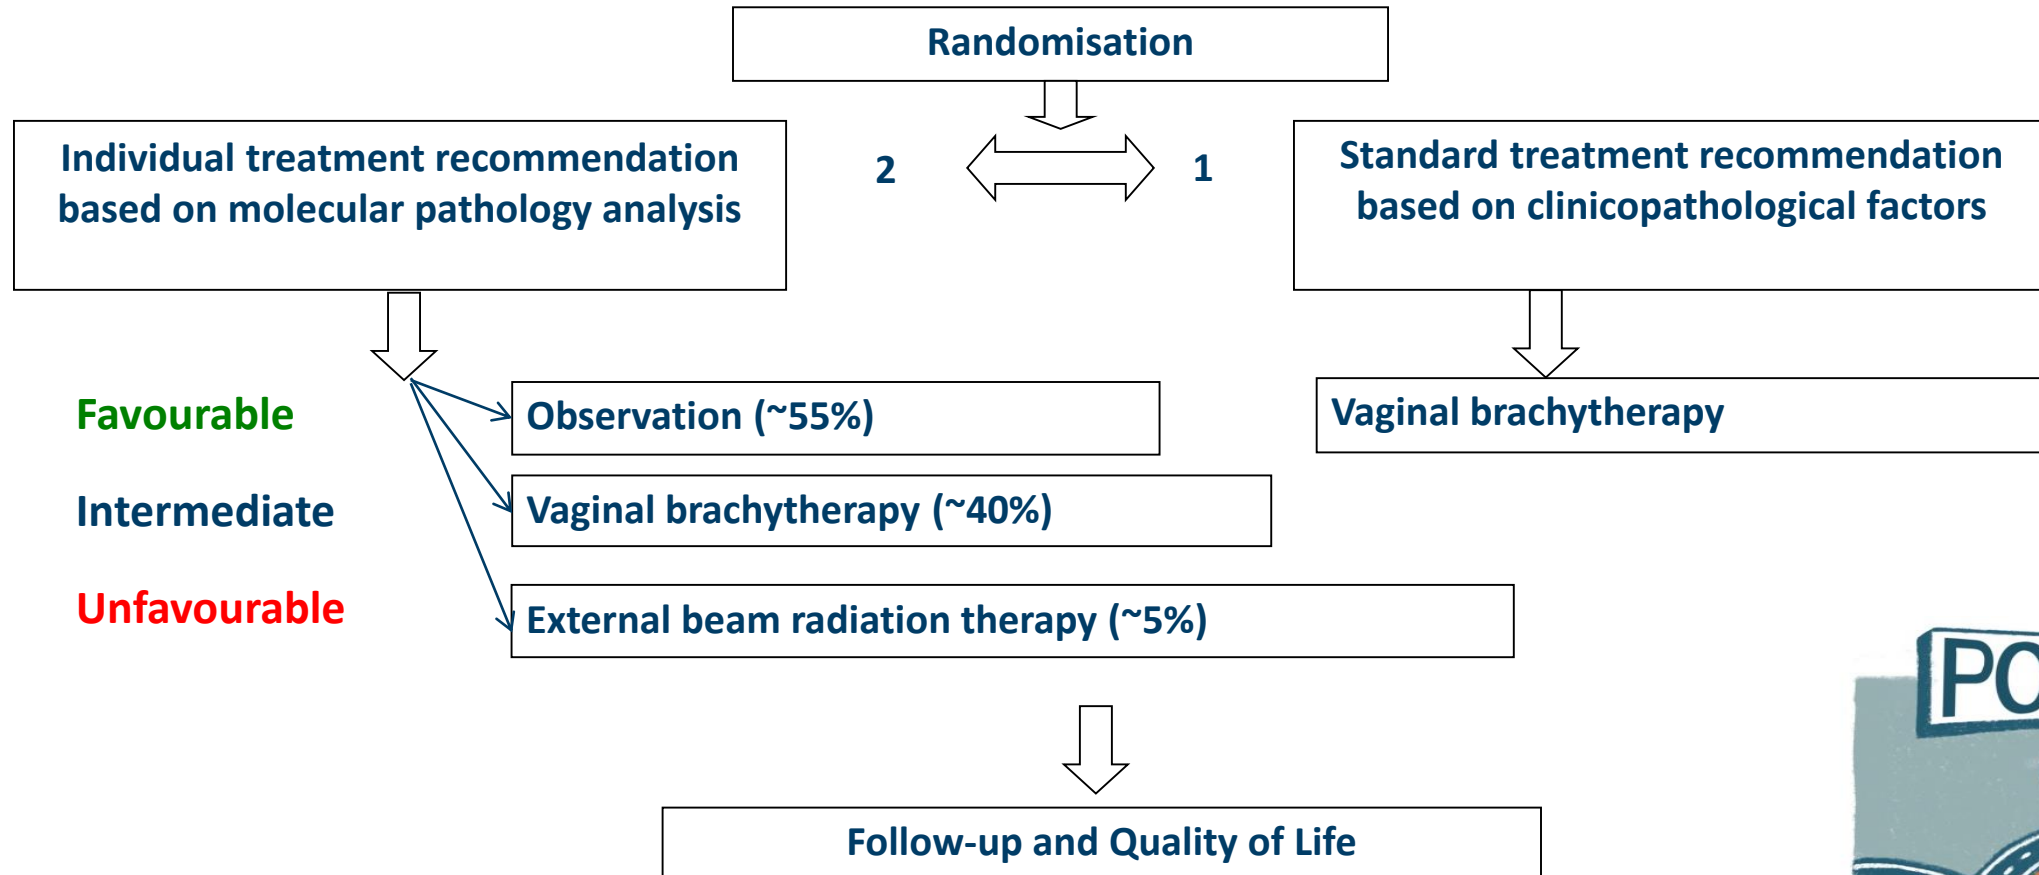 Randomisation
Individual treatment recommendation
based on molecular pathology analysis
2
1
Standard treatment recommendation
based on clinicopathological factors
Favourable
Observation (~55%)
Vaginal brachytherapy
Intermediate
Vaginal brachytherapy (~40%)
Unfavourable
External beam radiation therapy (~5%)
PO
Follow-up and Quality of Life